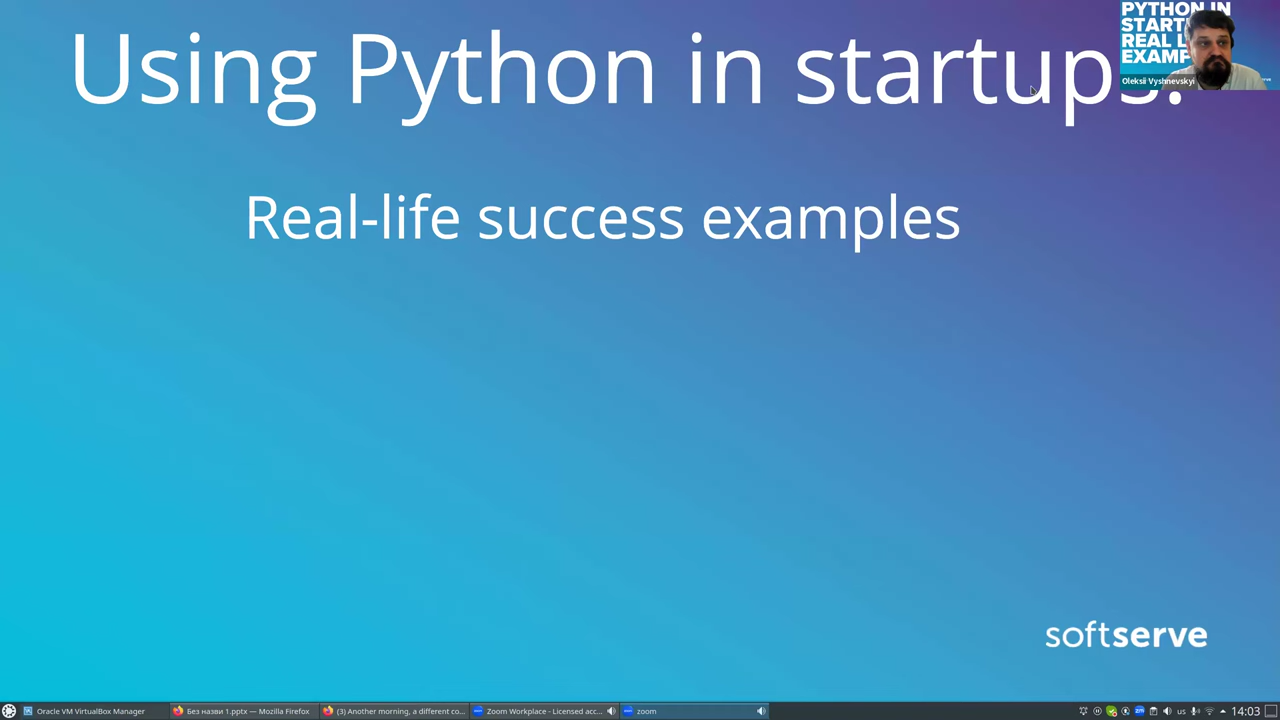 Using Python in startups.
Real-life success examples
PYTHON IN
START
REAL L
EXAMP
Oleksii Vyshnevskyi
softserve
Oracle VM VirtualBox Manager
Без назви 1.pptx — Mozilla Firefox
(3) Another morning, a different co...
Zoom Workplace - Licensed acc...
zoom
us
14:03